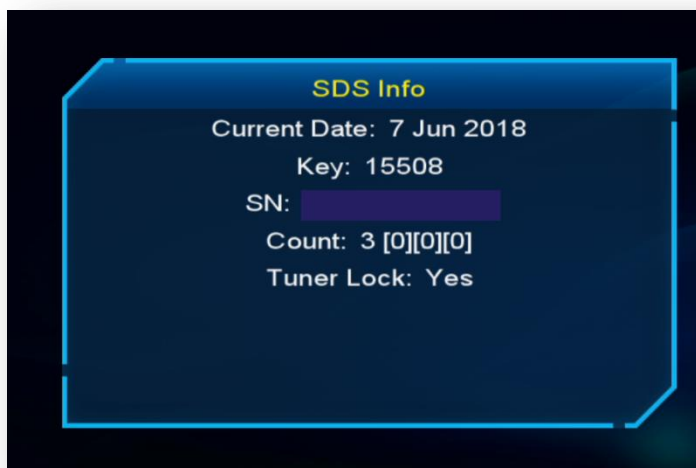 SDS Info
Current Date: 7 Jun 2018
Key: 15508
SN:
Count: 3 [0][0][0]
Tuner Lock: Yes